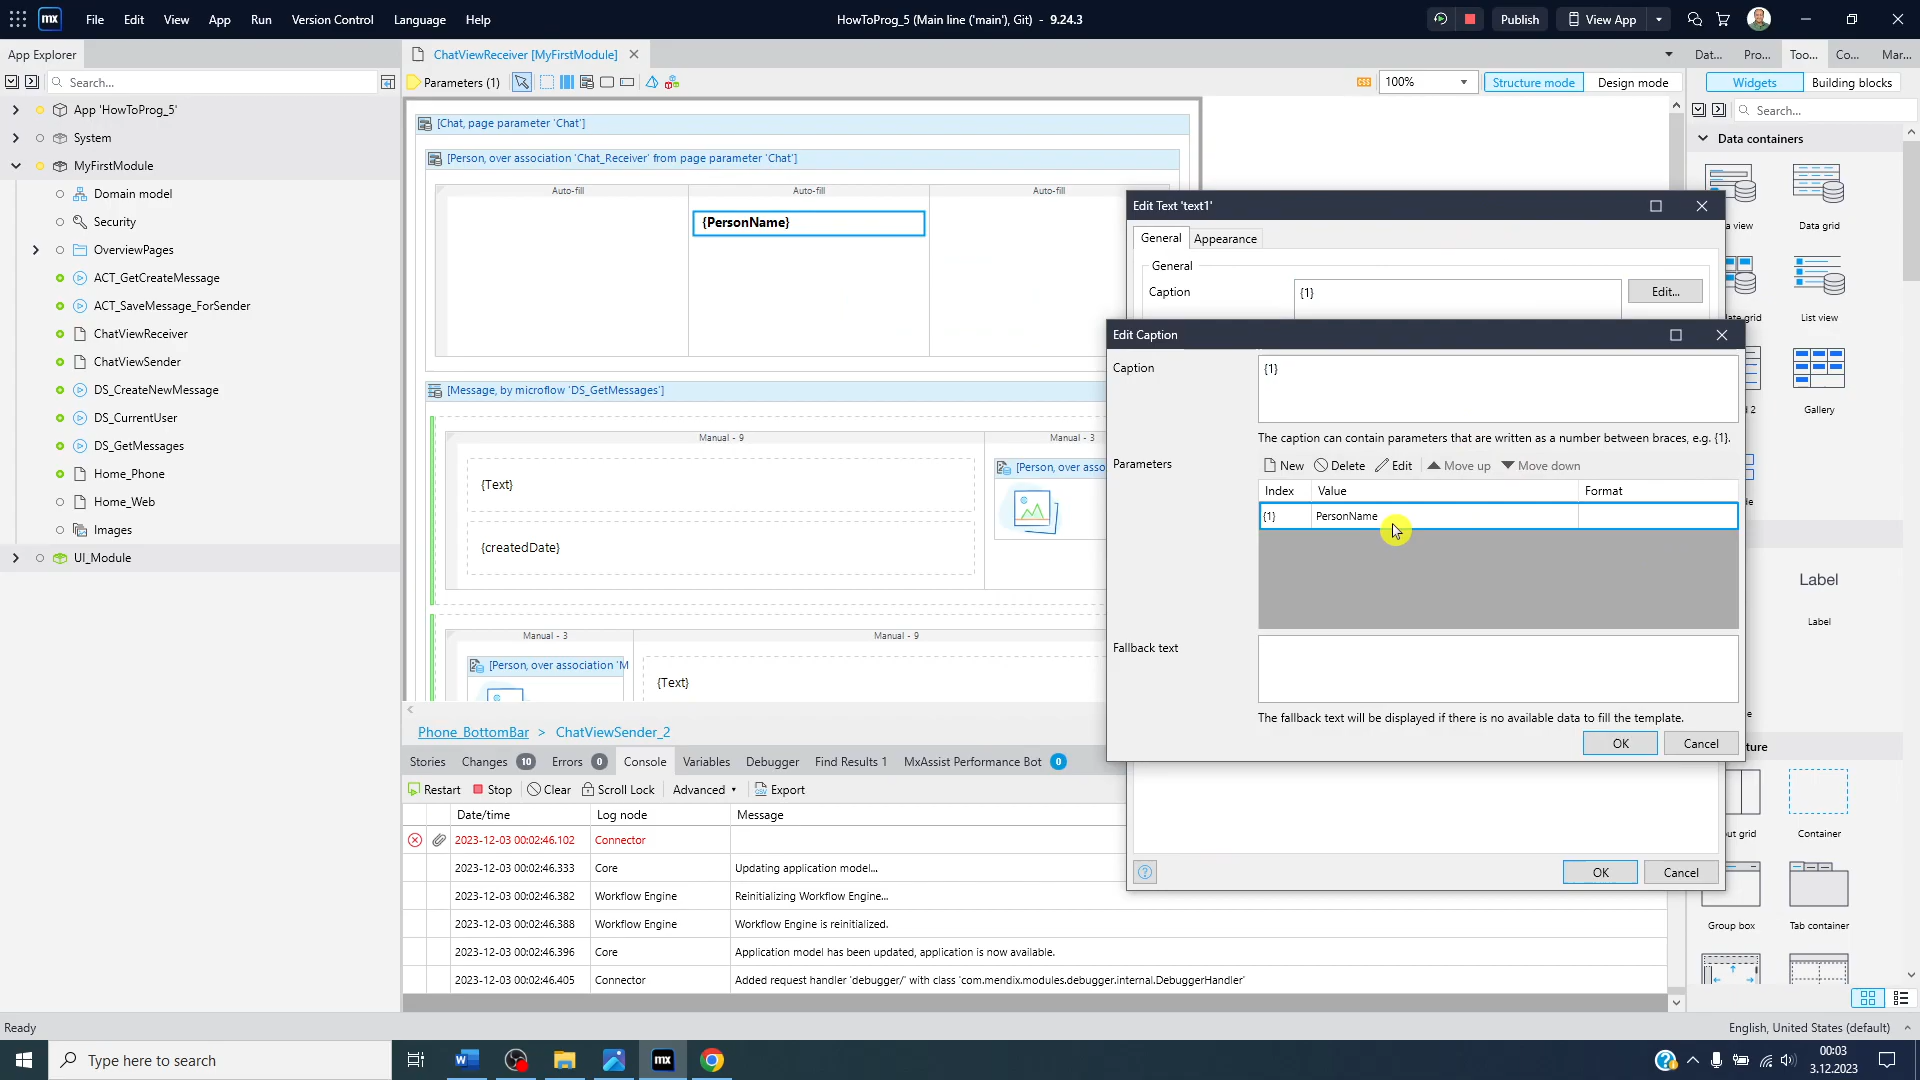 mx File Edit View App Run Version Control Language Help HowToProg_5 (Main line ('main'), Git) - 9.24.3 Publish View App
App Explorer ChatViewReceiver [MyFirstModule] Dat... Pro... Too... Co... Mar...
Search... Parameters (1) CSS 100% Structure mode Design mode Widgets Building blocks
Search...
App 'HowToProg_5'
System
MyFirstModule
Domain model
Security
OverviewPages
ACT_GetCreateMessage
ACT_SaveMessage_ForSender
ChatViewReceiver
ChatViewSender
DS_CreateNewMessage
DS_CurrentUser
DS_GetMessages
Home_Phone
Home_Web
Images
UI_Module
[Chat, page parameter 'Chat']
[Person, over association 'Chat_Receiver' from page parameter 'Chat']
Auto-fill Auto-fill Auto-fill
{PersonName}
[Message, by microflow 'DS_GetMessages']
Manual - 9 Manual - 3
{Text} [Person, over asso
{createdDate}
Manual - 3 Manual - 9
[Person, over association 'M
{Text}
Phone_BottomBar > ChatViewSender_2
Edit Text 'text1'
General Appearance
General
Caption {1} Edit...
Edit Caption
Caption {1}
The caption can contain parameters that are written as a number between braces, e.g. {1}.
Parameters New Delete Edit Move up Move down
Index Value Format
{1} PersonName
Fallback text
The fallback text will be displayed if there is no available data to fill the template.
OK Cancel
OK Cancel
Data containers
a view Data grid
ate grid List view
d 2 Gallery
le
Label
Label
e
ture
out grid Container
Group box Tab container
Stories Changes 10 Errors 0 Console Variables Debugger Find Results 1 MxAssist Performance Bot 0
Restart Stop Clear Scroll Lock Advanced Export
Date/time Log node Message
2023-12-03 00:02:46.102 Connector
2023-12-03 00:02:46.333 Core Updating application model...
2023-12-03 00:02:46.382 Workflow Engine Reinitializing Workflow Engine...
2023-12-03 00:02:46.388 Workflow Engine Workflow Engine is reinitialized.
2023-12-03 00:02:46.396 Core Application model has been updated, application is now available.
2023-12-03 00:02:46.405 Connector Added request handler 'debugger/' with class 'com.mendix.modules.debugger.internal.DebuggerHandler'
Ready English, United States (default)
Type here to search mx 00:03
3.12.2023